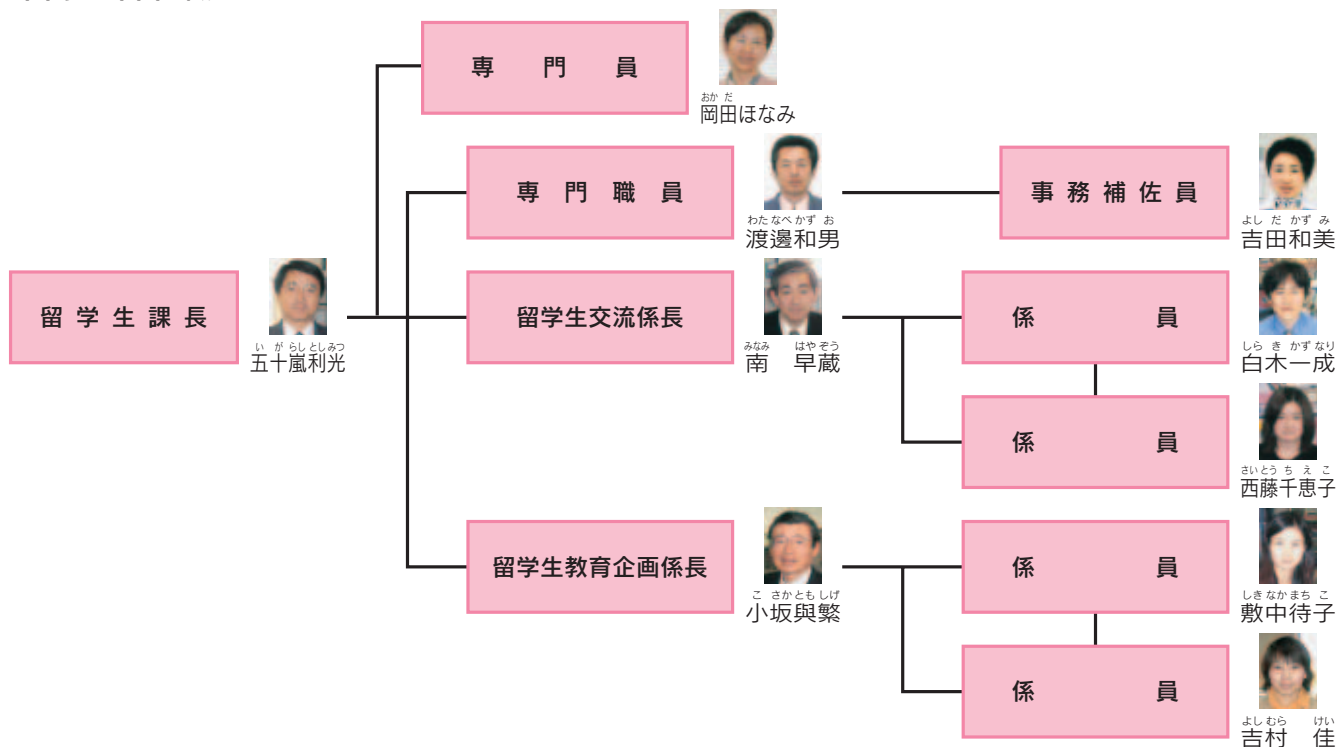 専門員
おかだ
岡田ほなみ
専門職員
わたなべかずお
渡邊和男
事務補佐員
よしだかずみ
吉田和美
留学生課長
いがらしとしみつ
五十嵐利光
留学生交流係長
みなみ はやぞう
南 早蔵
係員
しらきかずなり
白木一成
係員
さいとうちえこ
西藤千恵子
留学生教育企画係長
こさかともしげ
小坂與繁
係員
しきなかまちこ
敷中待子
係員
よしむら けい
吉村 佳